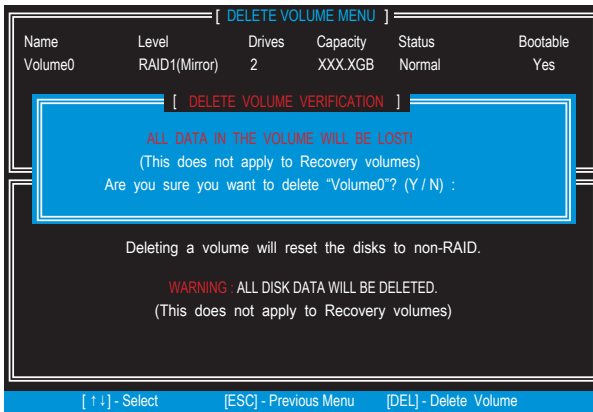 [ DELETE VOLUME MENU ]
Name Level Drives Capacity Status Bootable
Volume0 RAID1(Mirror) 2 XXX.XGB Normal Yes
[ DELETE VOLUME VERIFICATION ]
ALL DATA IN THE VOLUME WILL BE LOST!
(This does not apply to Recovery volumes)
Are you sure you want to delete “Volume0”? (Y / N) :
Deleting a volume will reset the disks to non-RAID.
WARNING : ALL DISK DATA WILL BE DELETED.
(This does not apply to Recovery volumes)
[ ↑↓] - Select [ESC] - Previous Menu [DEL] - Delete Volume